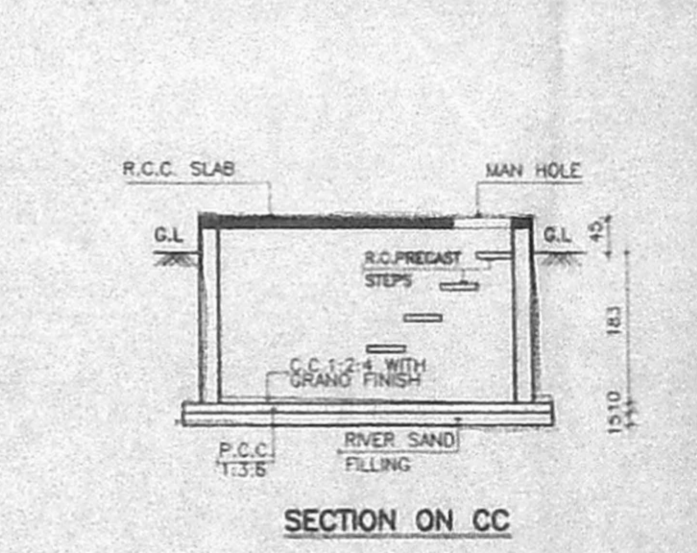 R.C.C. SLAB
MAN HOLE
G.L
G.L
45
R.C.PRECAST
STEPS
183
C.C.1:2:4 WITH
GRANO FINISH
10
15
P.C.C
1:3:6
RIVER SAND
FILLING
SECTION ON CC